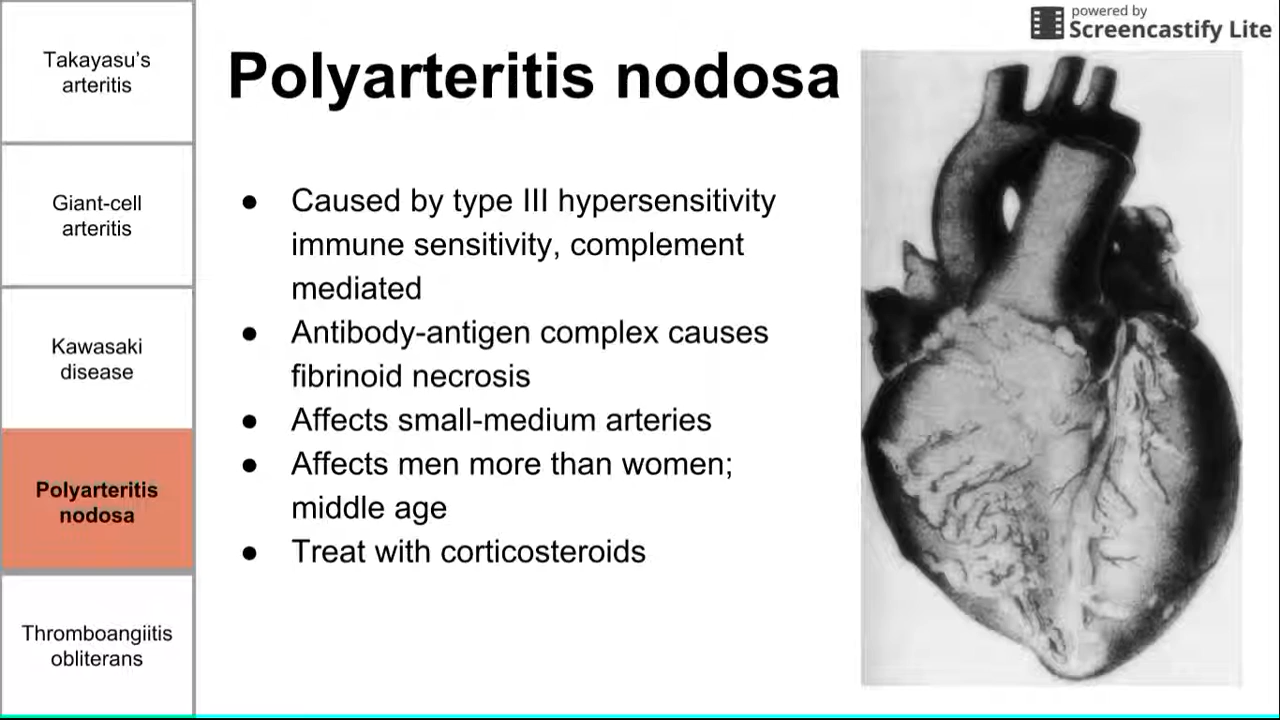 powered by
Screencastify Lite
Takayasu's
arteritis
Giant-cell
arteritis
Kawasaki
disease
Polyarteritis
nodosa
Thromboangiitis
obliterans
Polyarteritis nodosa
● Caused by type III hypersensitivity
immune sensitivity, complement
mediated
● Antibody-antigen complex causes
fibrinoid necrosis
● Affects small-medium arteries
● Affects men more than women;
middle age
● Treat with corticosteroids